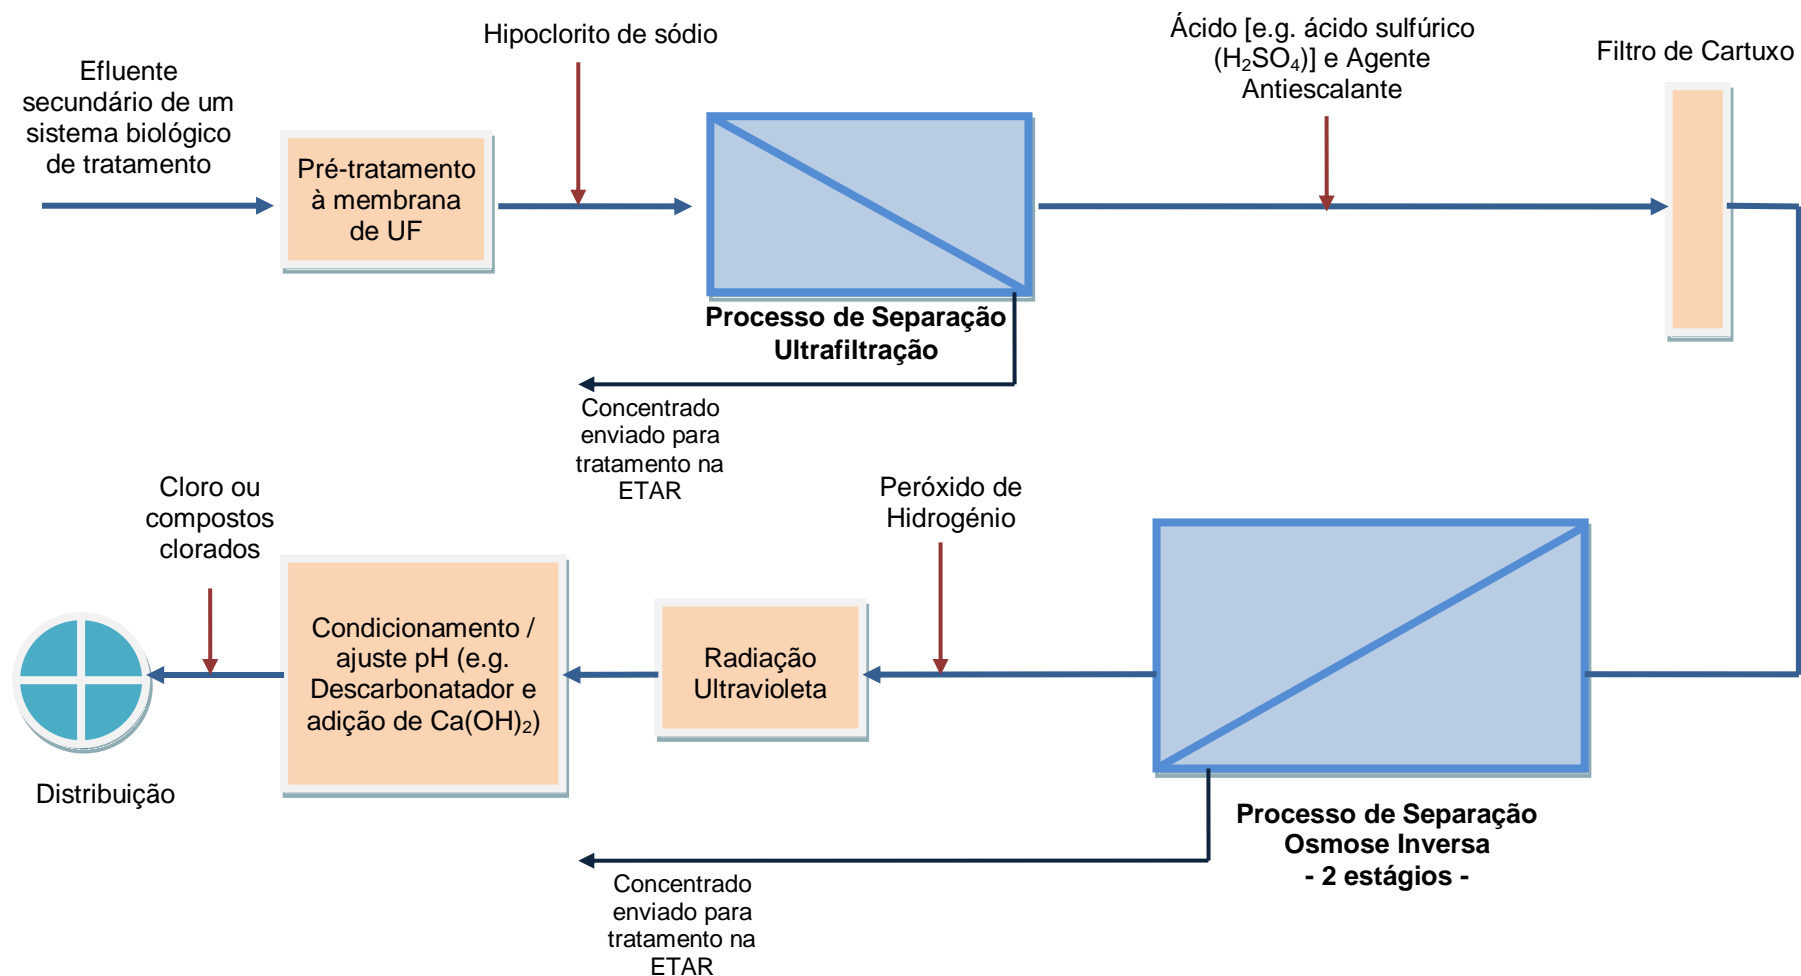 Efluente
secundário de um
sistema biológico
de tratamento
Pré-tratamento
à membrana
de UF
Hipoclorito de sódio
Processo de Separação
Ultrafiltração
Concentrado
enviado para
tratamento na
ETAR
Ácido [e.g. ácido sulfúrico
(H₂SO₄)] e Agente
Antiescalante
Filtro de Cartuxo
Processo de Separação
Osmose Inversa
- 2 estágios -
Concentrado
enviado para
tratamento na
ETAR
Peróxido de
Hidrogénio
Radiação
Ultravioleta
Condicionamento /
ajuste pH (e.g.
Descarbonatador e
adição de Ca(OH)₂)
Cloro ou
compostos
clorados
Distribuição